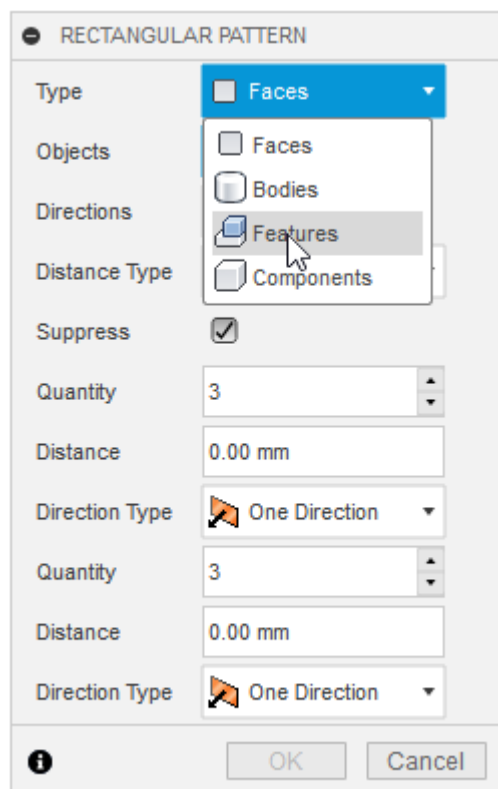 RECTANGULAR PATTERN
Type Faces
Faces
Objects
Bodies
Directions
Features
Distance Type
Components
Suppress
Quantity 3
Distance 0.00 mm
Direction Type One Direction
Quantity 3
Distance 0.00 mm
Direction Type One Direction
OK Cancel